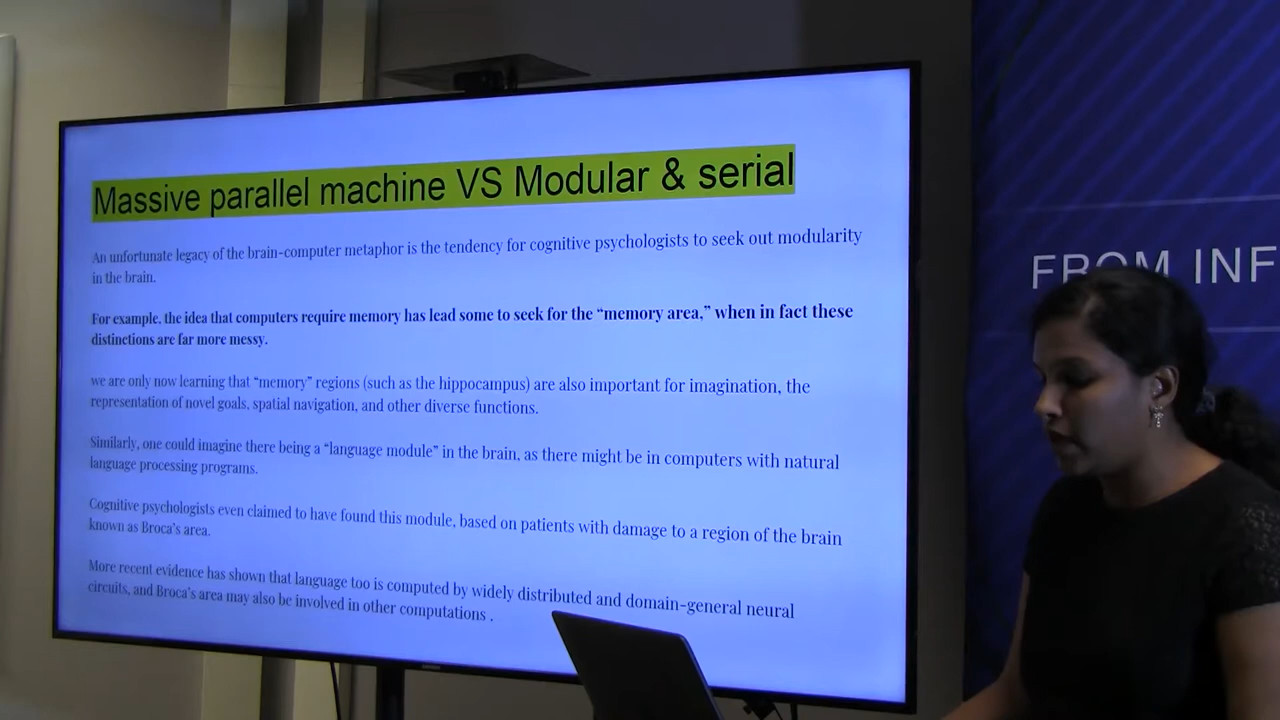 Massive parallel machine VS Modular & serial
An unfortunate legacy of the brain-computer metaphor is the tendency for cognitive psychologists to seek out modularity
in the brain.
For example, the idea that computers require memory has lead some to seek for the “memory area,” when in fact these
distinctions are far more messy.
we are only now learning that “memory” regions (such as the hippocampus) are also important for imagination, the
representation of novel goals, spatial navigation, and other diverse functions.
Similarly, one could imagine there being a “language module” in the brain, as there might be in computers with natural
language processing programs.
Cognitive psychologists even claimed to have found this module, based on patients with damage to a region of the brain
known as Broca’s area.
More recent evidence has shown that language too is computed by widely distributed and domain-general neural
circuits, and Broca’s area may also be involved in other computations .
FROM INF